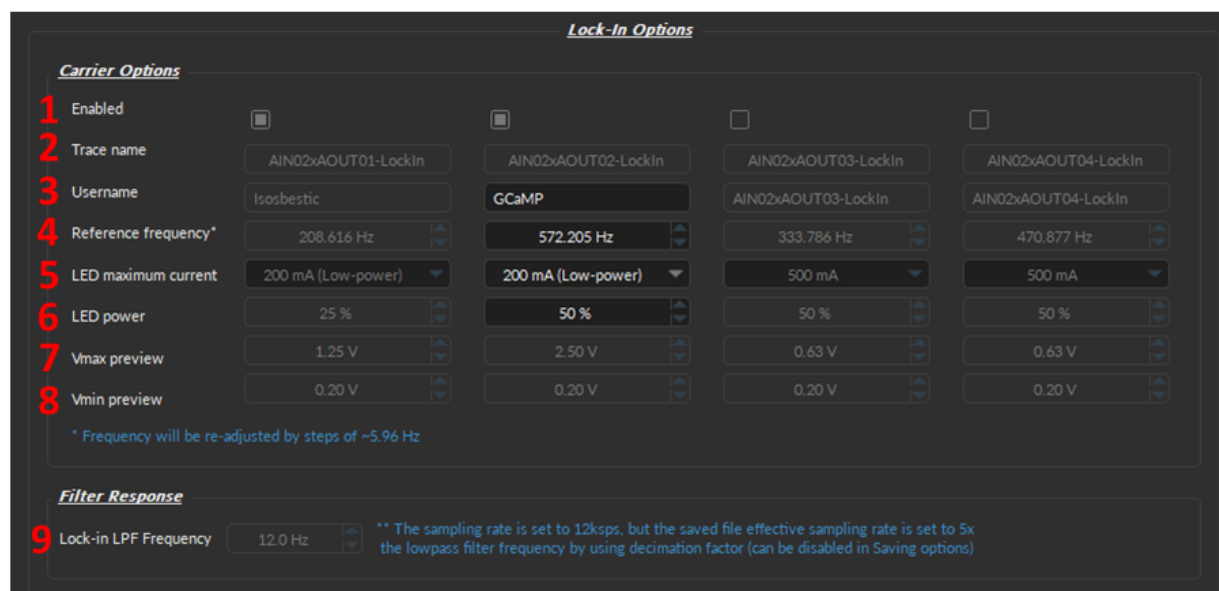 Lock-In Options
Carrier Options
1 Enabled
2 Trace name AIN02xAOUT01-LockIn AIN02xAOUT02-LockIn AIN02xAOUT03-LockIn AIN02xAOUT04-LockIn
3 Username Isosbestic GCaMP AIN02xAOUT03-LockIn AIN02xAOUT04-LockIn
4 Reference frequency* 208.616 Hz 572.205 Hz 333.786 Hz 470.877 Hz
5 LED maximum current 200 mA (Low-power) 200 mA (Low-power) 500 mA 500 mA
6 LED power 25 % 50 % 50 % 50 %
7 Vmax preview 1.25 V 2.50 V 0.63 V 0.63 V
8 Vmin preview 0.20 V 0.20 V 0.20 V 0.20 V
* Frequency will be re-adjusted by steps of ~5.96 Hz
Filter Response
9 Lock-in LPF Frequency 12.0 Hz ** The sampling rate is set to 12ksps, but the saved file effective sampling rate is set to 5x
the lowpass filter frequency by using decimation factor (can be disabled in Saving options)